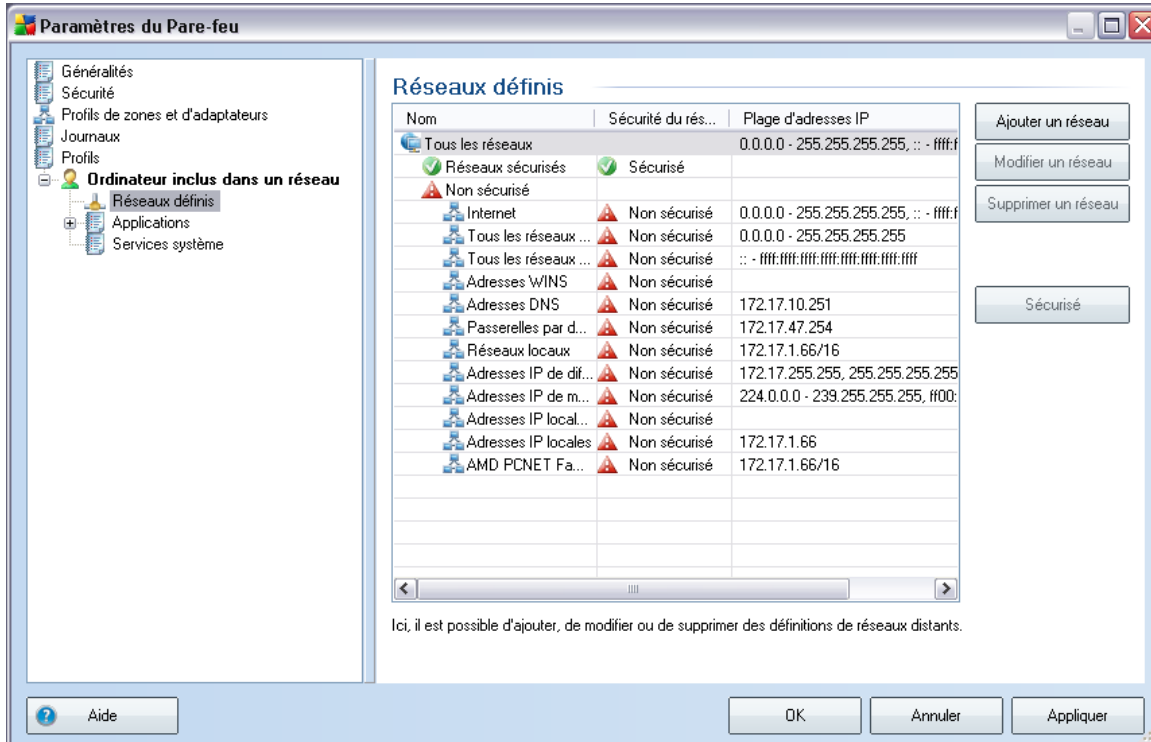 Paramètres du Pare-feu
Généralités
Sécurité
Profils de zones et d'adaptateurs
Journaux
Profils
Ordinateur inclus dans un réseau
Réseaux définis
Applications
Services système
Réseaux définis
Nom Sécurité du rés... Plage d'adresses IP
Tous les réseaux 0.0.0.0 - 255.255.255.255, :: - ffff:f
Réseaux sécurisés Sécurisé
Non sécurisé
Internet Non sécurisé 0.0.0.0 - 255.255.255.255, :: - ffff:f
Tous les réseaux ... Non sécurisé 0.0.0.0 - 255.255.255.255
Tous les réseaux ... Non sécurisé :: - ffff:ffff:ffff:ffff:ffff:ffff:ffff:ffff
Adresses WINS Non sécurisé
Adresses DNS Non sécurisé 172.17.10.251
Passerelles par d... Non sécurisé 172.17.47.254
Réseaux locaux Non sécurisé 172.17.1.66/16
Adresses IP de dif... Non sécurisé 172.17.255.255, 255.255.255.255
Adresses IP de m... Non sécurisé 224.0.0.0 - 239.255.255.255, ff00:
Adresses IP local... Non sécurisé
Adresses IP locales Non sécurisé 172.17.1.66
AMD PCNET Fa... Non sécurisé 172.17.1.66/16
Ajouter un réseau
Modifier un réseau
Supprimer un réseau
Sécurisé
Ici, il est possible d'ajouter, de modifier ou de supprimer des définitions de réseaux distants.
Aide
OK
Annuler
Appliquer